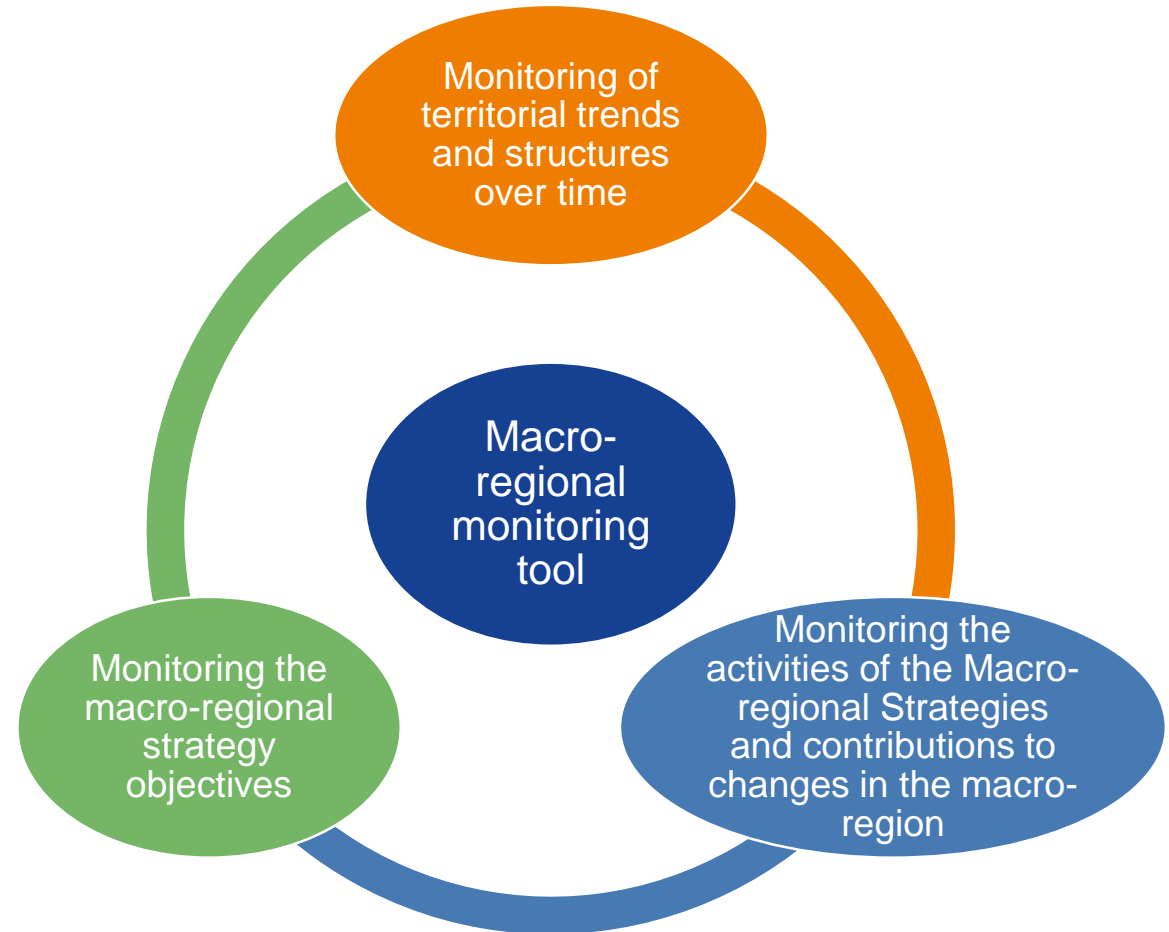 Monitoring of
territorial trends
and structures
over time
Macro-
regional
monitoring
tool
Monitoring the
macro-regional
strategy
objectives
Monitoring the
activities of the Macro-
regional Strategies
and contributions to
changes in the macro-
region